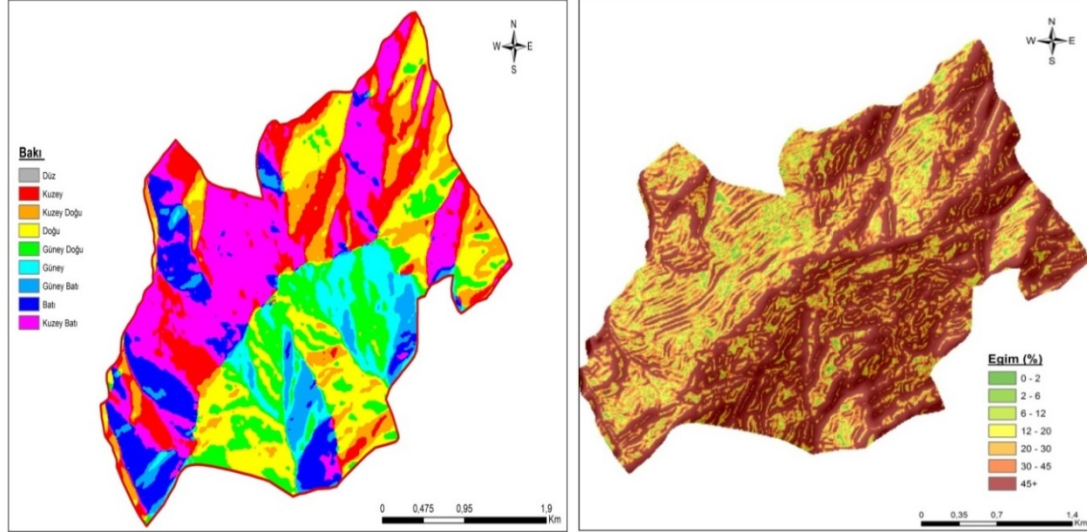 N
W E
S
Bakı
Düz
Kuzey
Kuzey Doğu
Doğu
Güney Doğu
Güney
Güney Batı
Batı
Kuzey Batı
0 0,475 0,95 1,9
Km
N
W E
S
Egim (%)
0 - 2
2 - 6
6 - 12
12 - 20
20 - 30
30 - 45
45+
0 0,35 0,7 1,4
Km